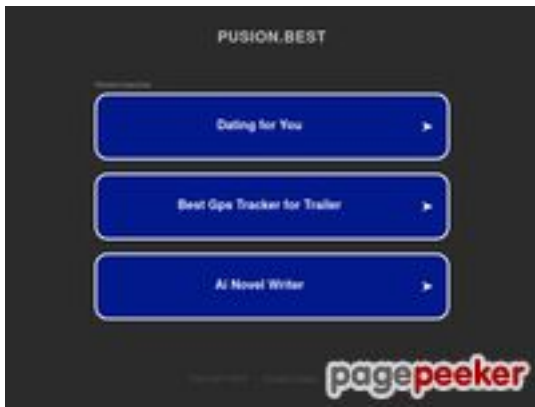 PUSION.BEST
Dating for You
Best Gps Tracker for Trailer
Ai Novel Writer
pagepeeker